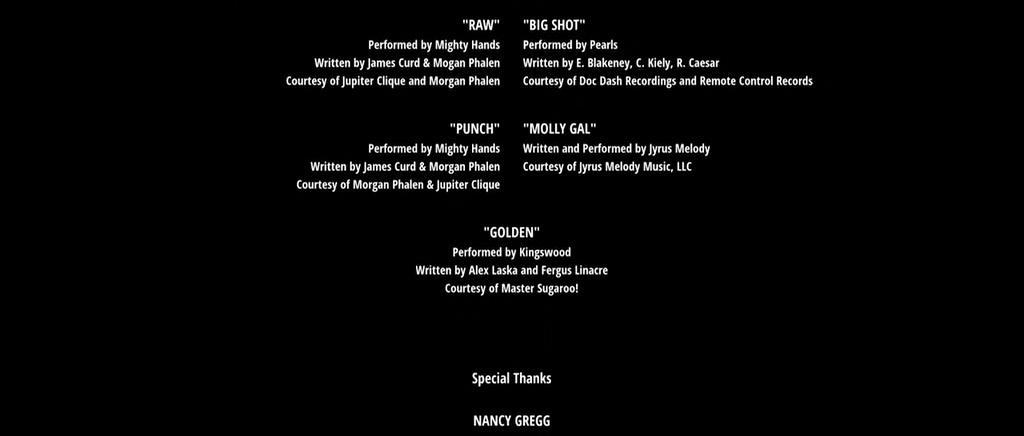 "RAW"
Performed by Mighty Hands
Written by James Curd & Mogan Phalen
Courtesy of Jupiter Clique and Morgan Phalen
"BIG SHOT"
Performed by Pearls
Written by E. Blakeney, C. Kiely, R. Caesar
Courtesy of Doc Dash Recordings and Remote Control Records
"PUNCH"
Performed by Mighty Hands
Written by James Curd & Morgan Phalen
Courtesy of Morgan Phalen & Jupiter Clique
"MOLLY GAL"
Written and Performed by Jyrus Melody
Courtesy of Jyrus Melody Music, LLC
"GOLDEN"
Performed by Kingswood
Written by Alex Laska and Fergus Linacre
Courtesy of Master Sugaroo!
Special Thanks
NANCY GREGG